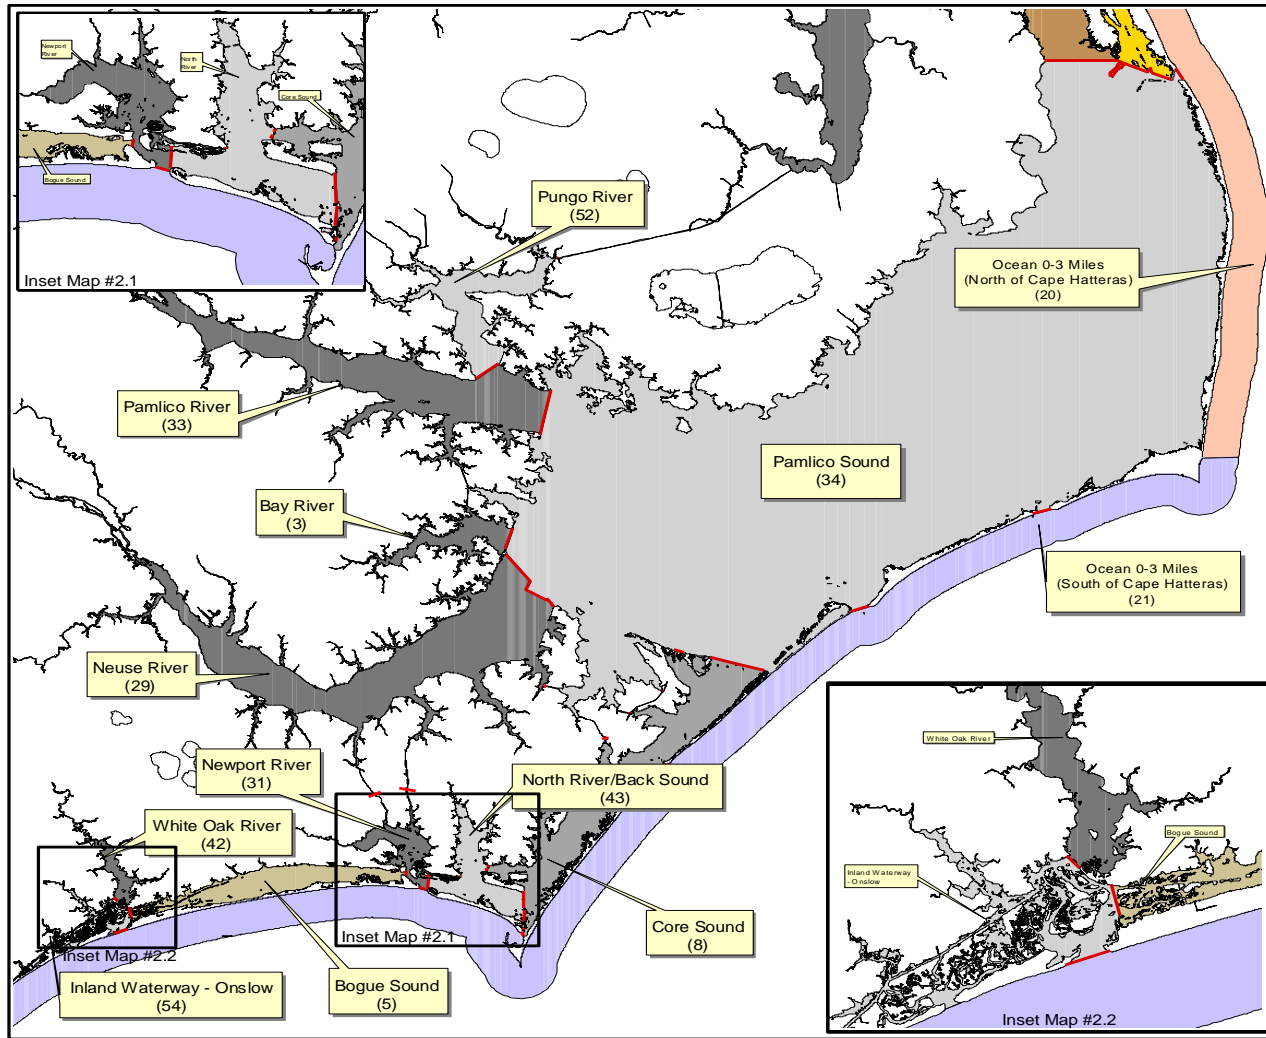 Newport
River
North
River
Core Sound
Bogue Sound
Inset Map #2.1
Pungo River
(52)
Ocean 0-3 Miles
(North of Cape Hatteras)
(20)
Pamlico River
(33)
Pamlico Sound
(34)
Bay River
(3)
Ocean 0-3 Miles
(South of Cape Hatteras)
(21)
Neuse River
(29)
Newport River
(31)
North River/Back Sound
(43)
White Oak River
(42)
Inset Map #2.1
Inset Map #2.2
Core Sound
(8)
Inland Waterway - Onslow
(54)
Bogue Sound
(5)
White Oak River
Bogue Sound
Inland Waterway
- Onslow
Inset Map #2.2